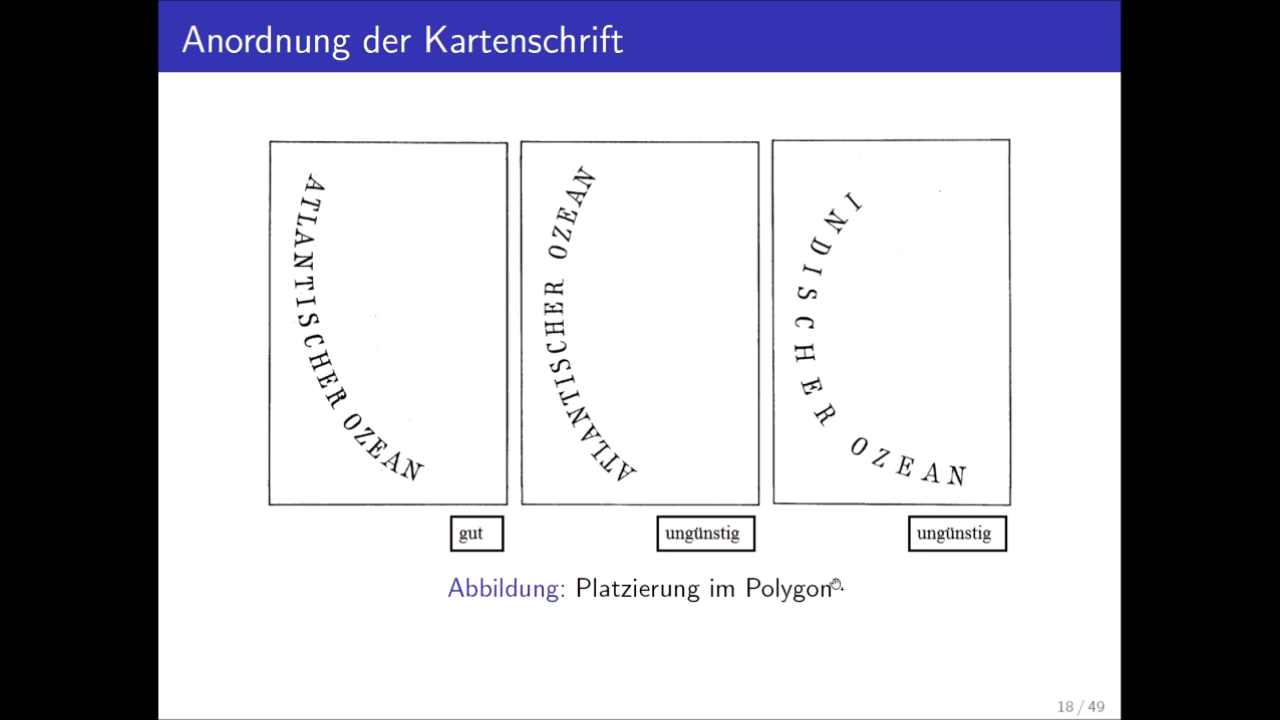 Anordnung der Kartenschrift
ATLANTISCHER OZEAN
ATLANTISCHER OZEAN
INDISCHER OZEAN
gut
ungünstig
ungünstig
Abbildung: Platzierung im Polygon
18 / 49